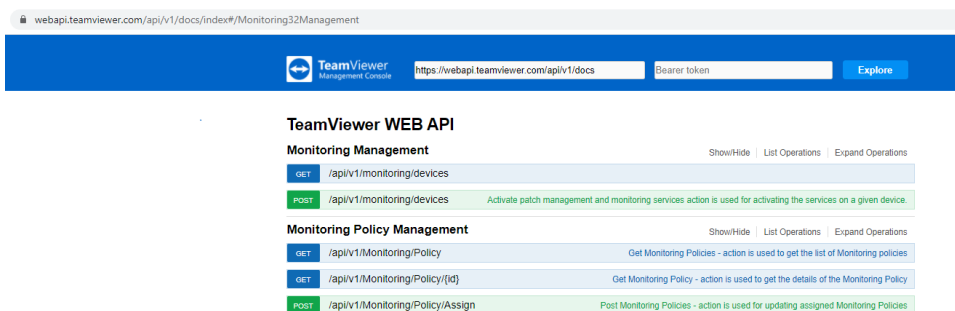 webapi.teamviewer.com/api/v1/docs/index#/Monitoring32Management
TeamViewer
Management Console
https://webapi.teamviewer.com/api/v1/docs
Bearer token
Explore
TeamViewer WEB API
Monitoring Management
Show/Hide
List Operations
Expand Operations
GET /api/v1/monitoring/devices
POST /api/v1/monitoring/devices Activate patch management and monitoring services action is used for activating the services on a given device.
Monitoring Policy Management
Show/Hide
List Operations
Expand Operations
GET /api/v1/Monitoring/Policy Get Monitoring Policies - action is used to get the list of Monitoring policies
GET /api/v1/Monitoring/Policy/{id} Get Monitoring Policy - action is used to get the details of the Monitoring Policy
POST /api/v1/Monitoring/Policy/Assign Post Monitoring Policies - action is used for updating assigned Monitoring Policies